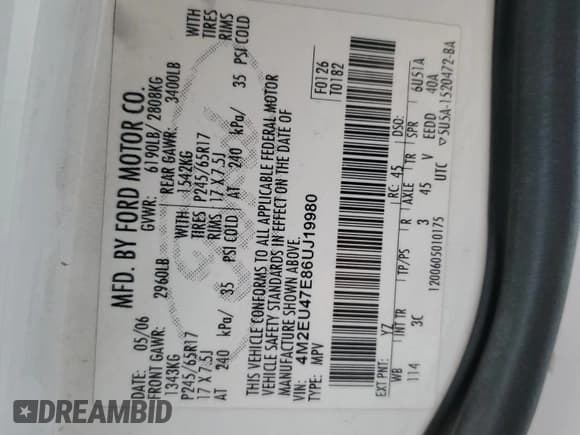 MFD. BY FORD MOTOR CO.
DATE: 05/06 GVWR: 6190LB/ 2808KG
FRONT GAWR: 2960LB REAR GAWR: 3400LB
1343KG WITH 1542KG WITH
P245/65R17 TIRES P245/65R17 TIRES
17 X 7.5J RIMS 17 X 7.5J RIMS
AT 240 kPa/ 35 PSI COLD AT 240 kPa/ 35 PSI COLD
THIS VEHICLE CONFORMS TO ALL APPLICABLE FEDERAL MOTOR
VEHICLE SAFETY STANDARDS IN EFFECT ON THE DATE OF
MANUFACTURE SHOWN ABOVE.
VIN: 4M2EU47E86UJ19980
TYPE: MPV
F0126
T0182
EXT PNT: YZ RC: 45 DSO:
WB INT TR TP/PS R AXLE TR SPR 6U51A
114 3C 3 45 V EEDD 40A
1200605010175 UTC ▽5U5A-1520472-BA
DREAMBID